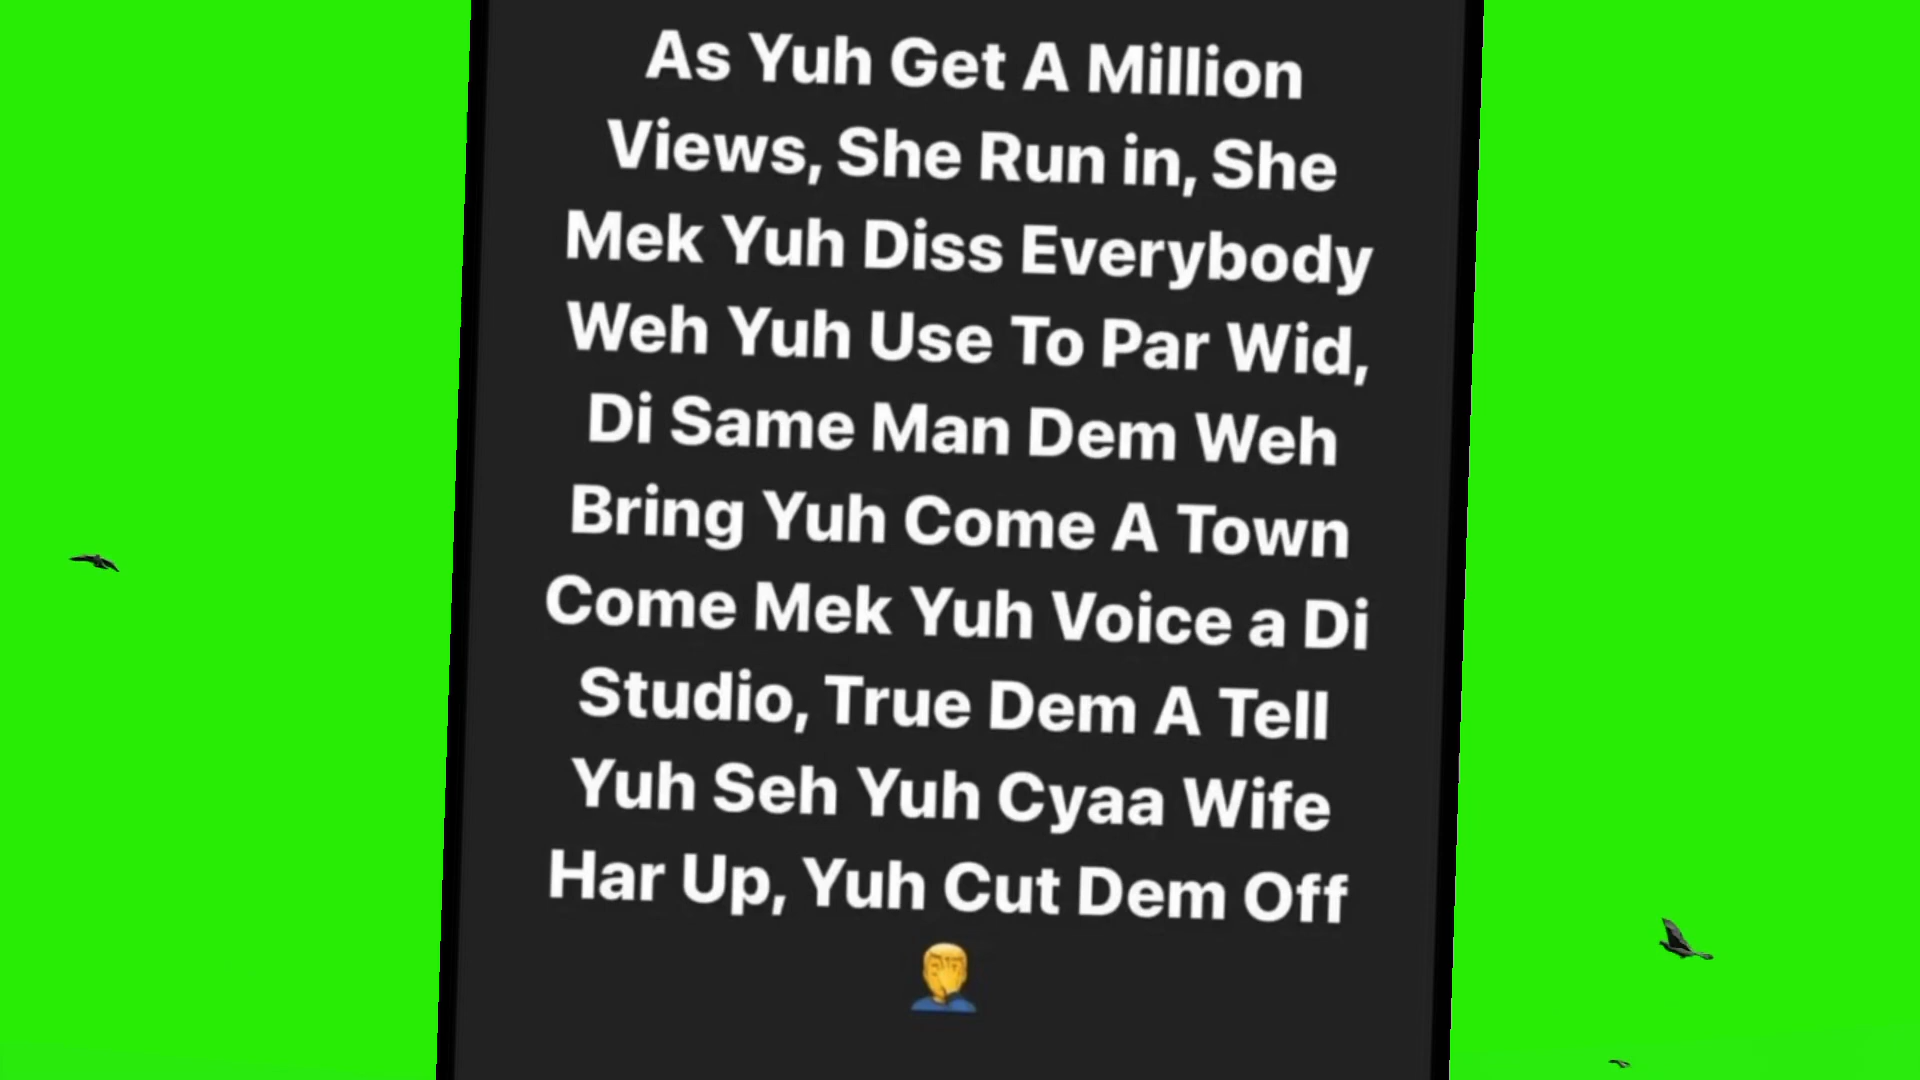 As Yuh Get A Million
Views, She Run in, She
Mek Yuh Diss Everybody
Weh Yuh Use To Par Wid,
Di Same Man Dem Weh
Bring Yuh Come A Town
Come Mek Yuh Voice a Di
Studio, True Dem A Tell
Yuh Seh Yuh Cyaa Wife
Har Up, Yuh Cut Dem Off
🤦‍♂️